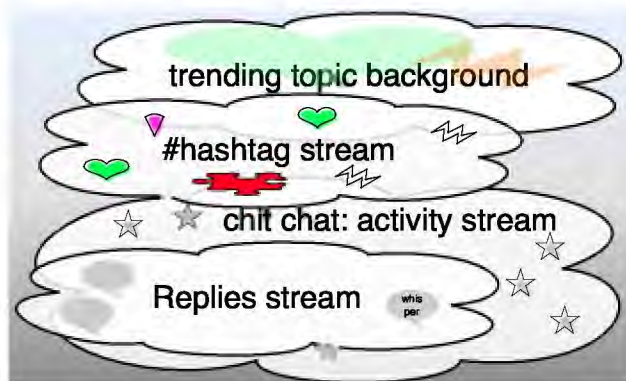 trending topic background
#hashtag stream
chit chat: activity stream
Replies stream
whis
per